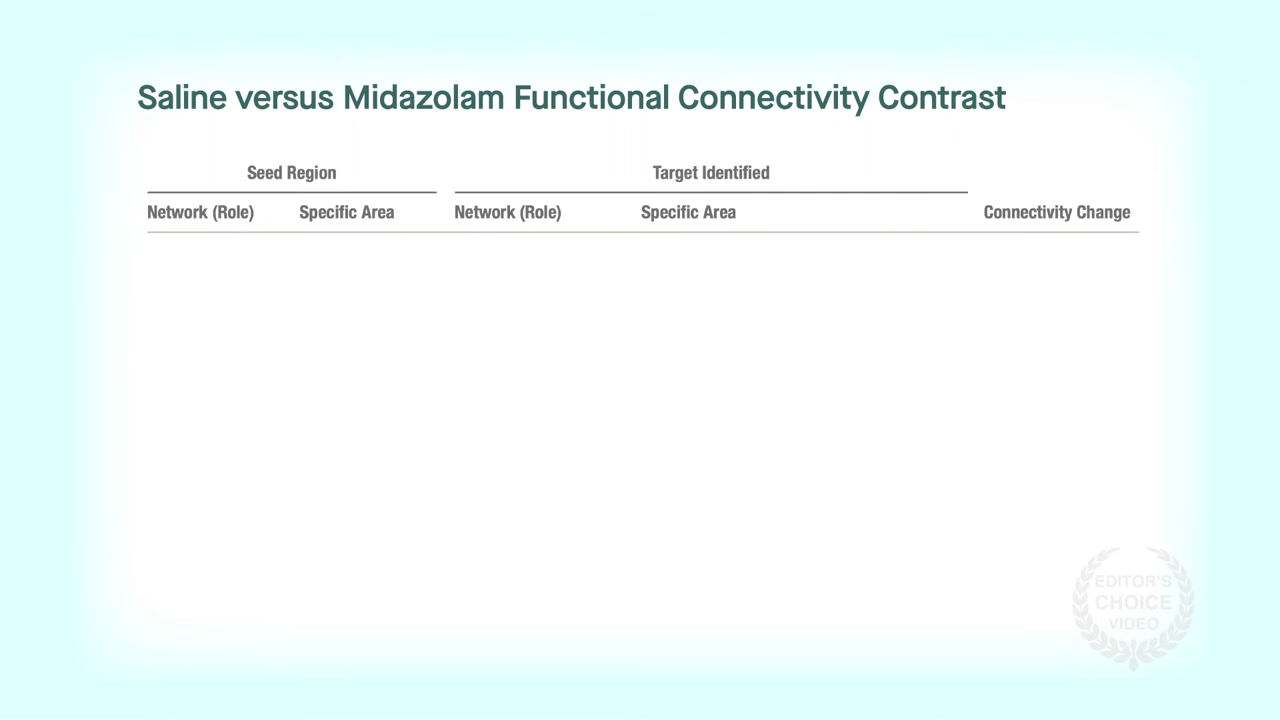 Saline versus Midazolam Functional Connectivity Contrast
Seed Region Target Identified
Network (Role) Specific Area Network (Role) Specific Area Connectivity Change
EDITOR'S
CHOICE
VIDEO